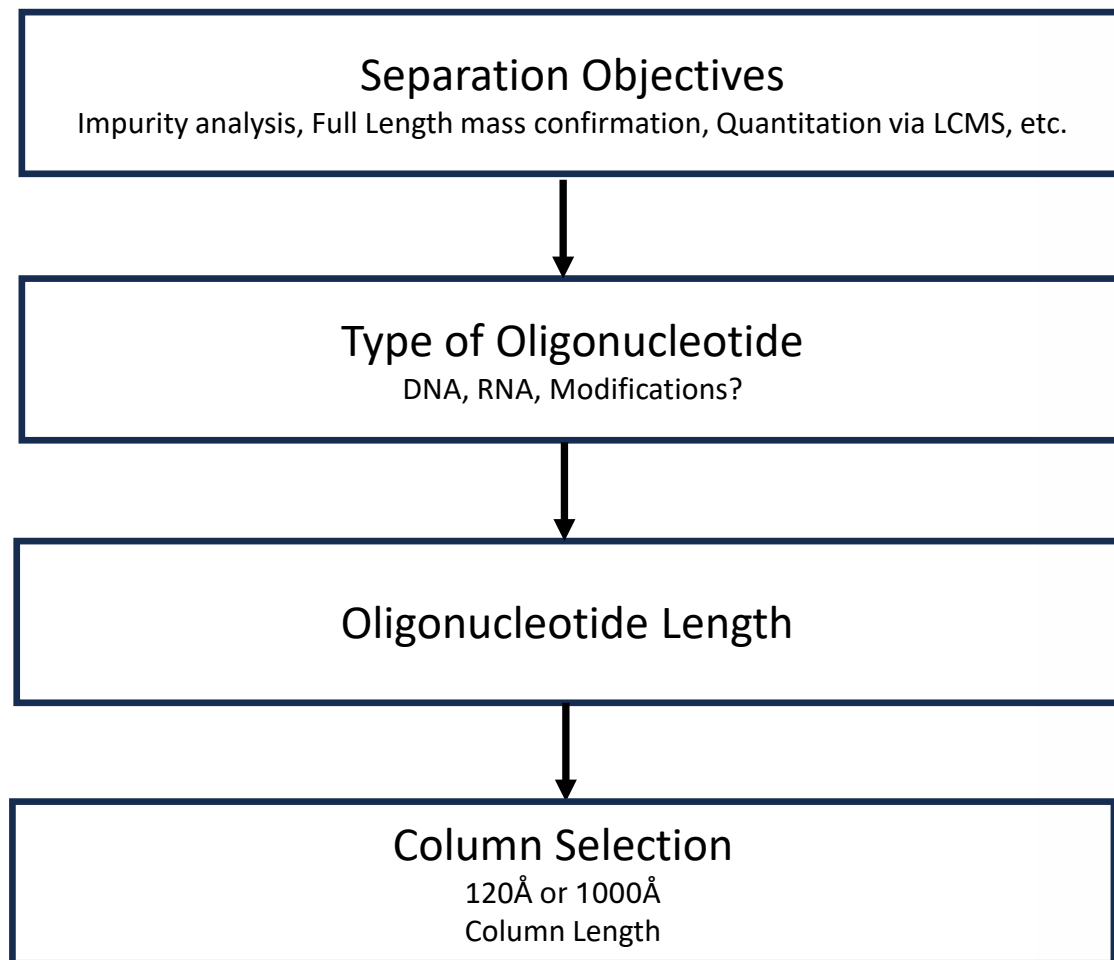 Separation Objectives
Impurity analysis, Full Length mass confirmation, Quantitation via LCMS, etc.
Type of Oligonucleotide
DNA, RNA, Modifications?
Oligonucleotide Length
Column Selection
120Å or 1000Å
Column Length